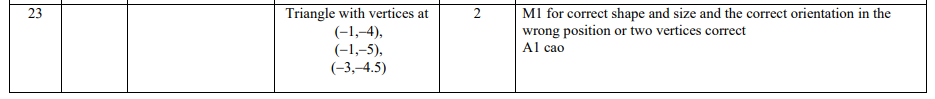 23
Triangle with vertices at
(−1,−4),
(−1,−5),
(−3,−4.5)
2
M1 for correct shape and size and the correct orientation in the
wrong position or two vertices correct
A1 cao